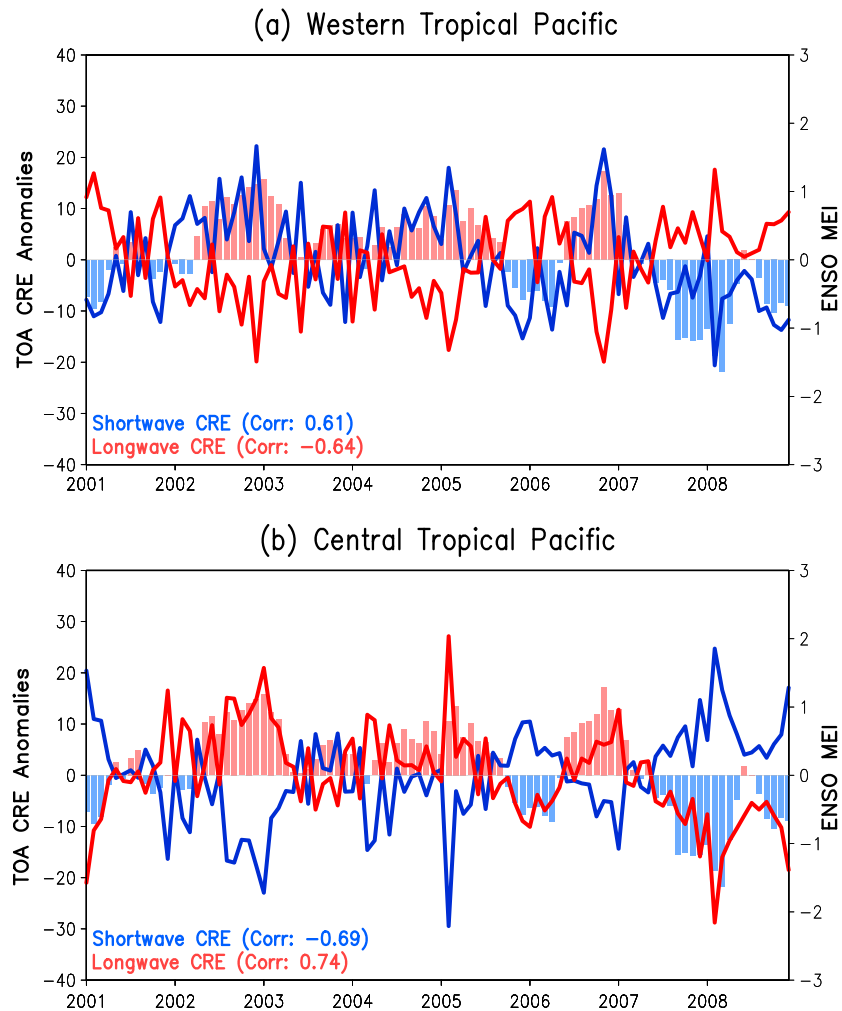 (a) Western Tropical Pacific
TOA CRE Anomalies
40
30
20
10
0
−10
−20
−30
−40
3
2
1
0
−1
−2
−3
ENSO MEI
Shortwave CRE (Corr: 0.61)
Longwave CRE (Corr: −0.64)
2001 2002 2003 2004 2005 2006 2007 2008
(b) Central Tropical Pacific
TOA CRE Anomalies
40
30
20
10
0
−10
−20
−30
−40
3
2
1
0
−1
−2
−3
ENSO MEI
Shortwave CRE (Corr: −0.69)
Longwave CRE (Corr: 0.74)
2001 2002 2003 2004 2005 2006 2007 2008